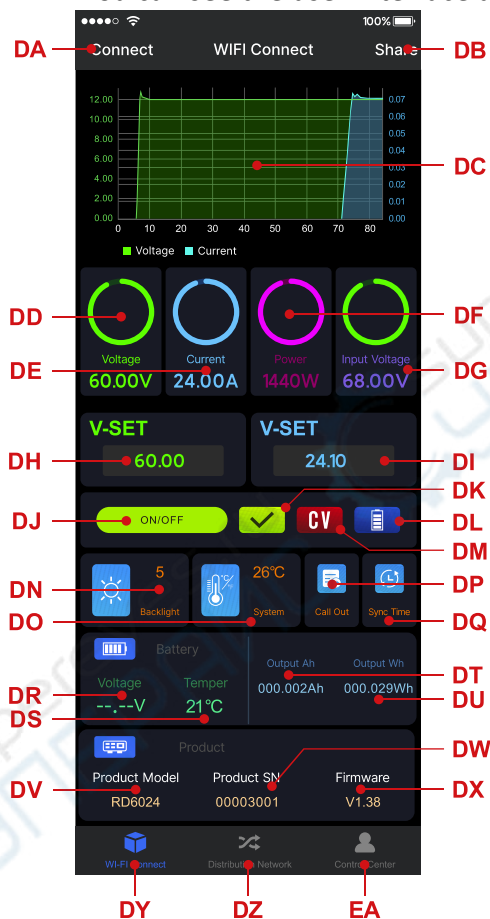 100%
DA Connect WIFI Connect Share DB
12.00 0.07
10.00 0.06
0.05
8.00 0.04
6.00 0.03
4.00 0.02
2.00 0.01
0.00 0.00
DC
0 10 20 30 40 50 60 70 80
Voltage Current
DD DF
Voltage Current Power Input Voltage
DE 60.00V 24.00A 1440W 68.00V DG
V-SET V-SET
DH 60.00 24.10 DI
DK
DJ ON/OFF CV DL
DM
5 °C/°F 26℃ DP
DN Backlight System Call Out Sync Time
DO DQ
Battery
Output Ah Output Wh DT
DR Voltage Temper 000.002Ah 000.029Wh DU
DS --.--V 21℃
Product DW
DV Product Model Product SN Firmware DX
RD6024 00003001 V1.38
WI-FI Connect Distribution Network Control Center
DY DZ EA